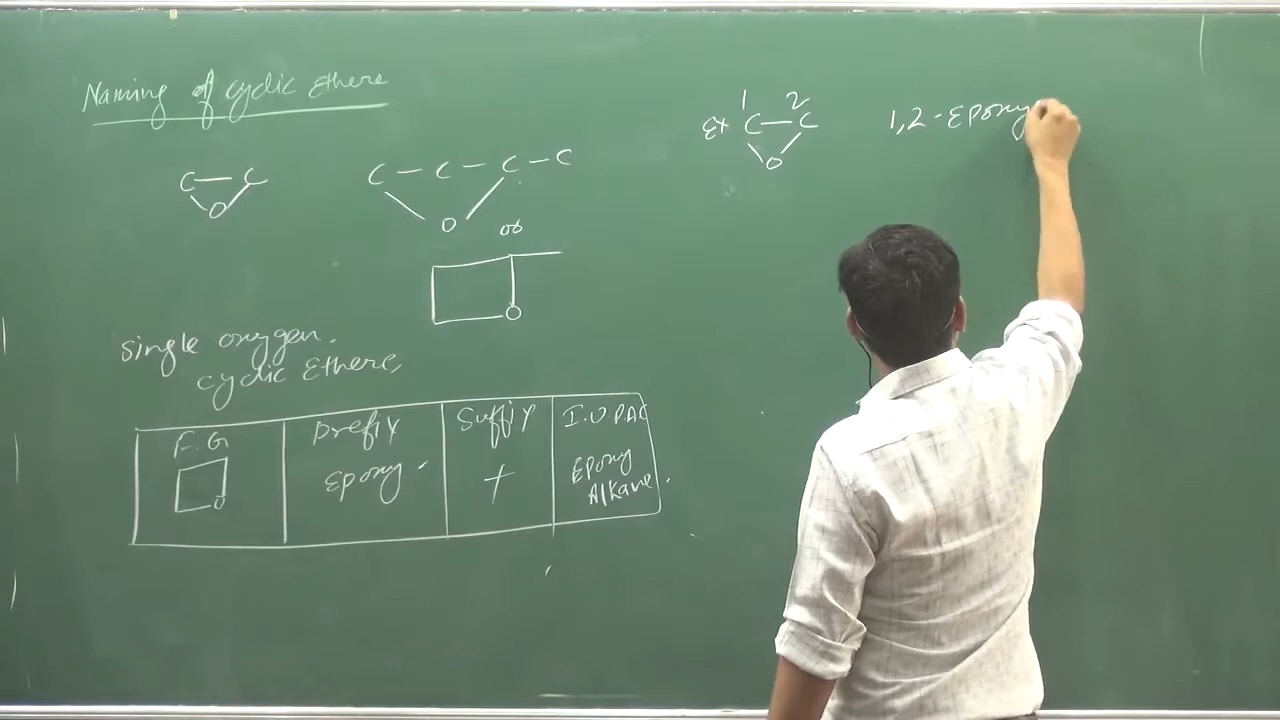 Naming of cyclic Ethere
C — C
O
C — C — C — C
O
or
O
single oxygen.
cyclic Ethere,
F.G Prefix Suffix I.U PAC
O Epoxy - + Epoxy
Alkane.
Ex 1 2
C — C
O
1,2 - Epoxy